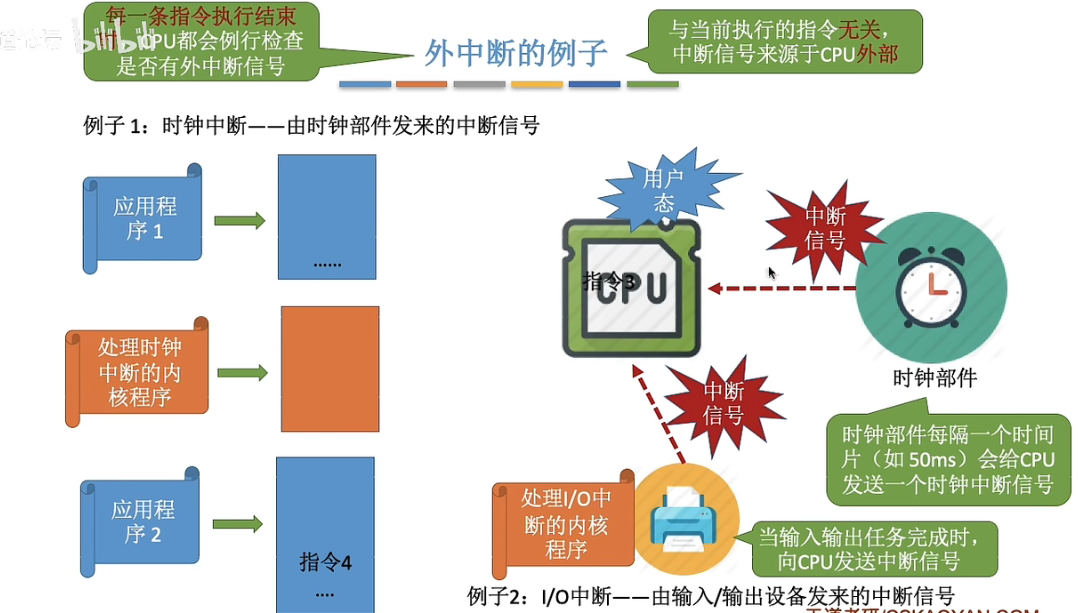 每一条指令执行结束
时，CPU都会例行检查
是否有外中断信号
bilibili
外中断的例子
与当前执行的指令无关，
中断信号来源于CPU外部
例子 1：时钟中断——由时钟部件发来的中断信号
应用程
序 1
……
用户
态
中断
信号
指令3
CPU
处理时钟
中断的内
核程序
时钟部件
中断
信号
时钟部件每隔一个时间
片（如 50ms）会给CPU
发送一个时钟中断信号
应用程
序 2
指令4
....
处理I/O中
断的内核
程序
当输入输出任务完成时，
向CPU发送中断信号
例子2：I/O中断——由输入/输出设备发来的中断信号